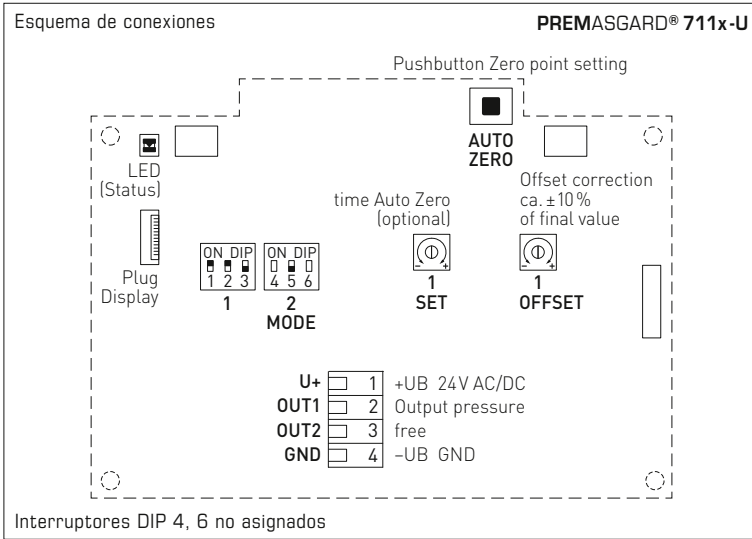 Esquema de conexiones
PREMASGARD® 711x-U
Pushbutton Zero point setting
AUTO
ZERO
LED
(Status)
Offset correction
ca. ±10 %
of final value
time Auto Zero
(optional)
Plug
Display
ON DIP
1 2 3
1
ON DIP
4 5 6
2
MODE
- +
1
SET
- +
1
OFFSET
U+ 1 +UB 24V AC/DC
OUT1 2 Output pressure
OUT2 3 free
GND 4 –UB GND
Interruptores DIP 4, 6 no asignados